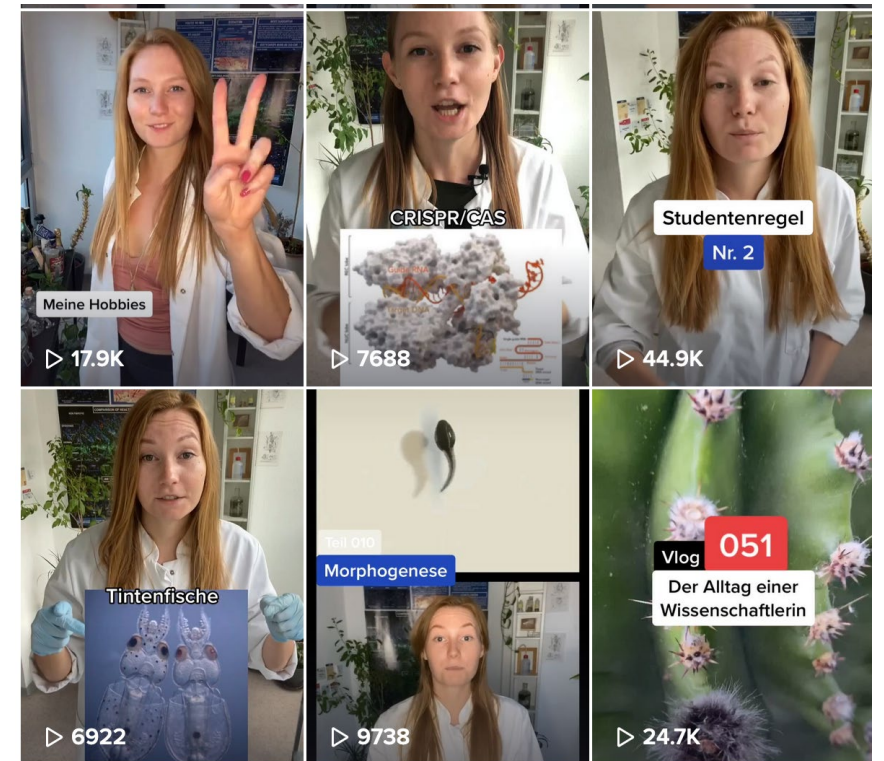 Meine Hobbies
17.9K
CRISPR/CAS
7688
Studentenregel
Nr. 2
44.9K
Tintenfische
6922
Teil 010
Morphogenese
9738
Vlog
051
Der Alltag einer
Wissenschaftlerin
24.7K